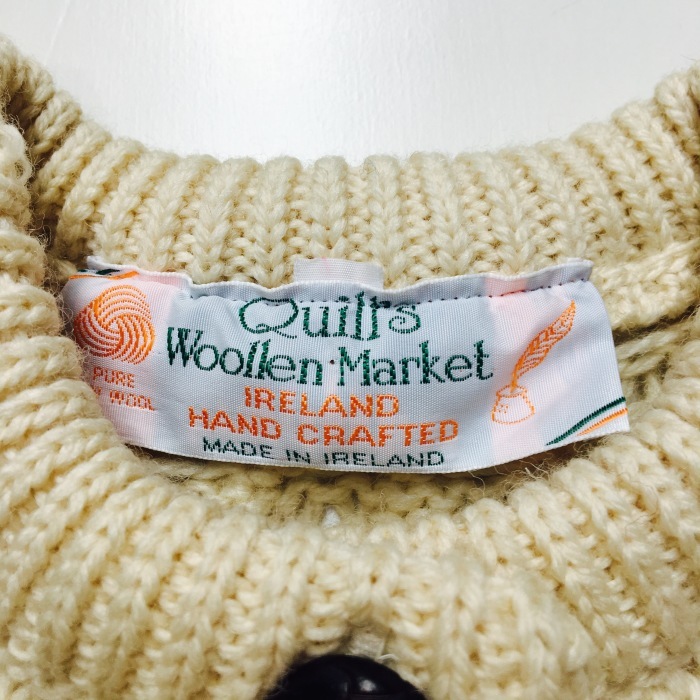 Quill's
Woollen Market
IRELAND
HAND CRAFTED
MADE IN IRELAND
PURE
WOOL